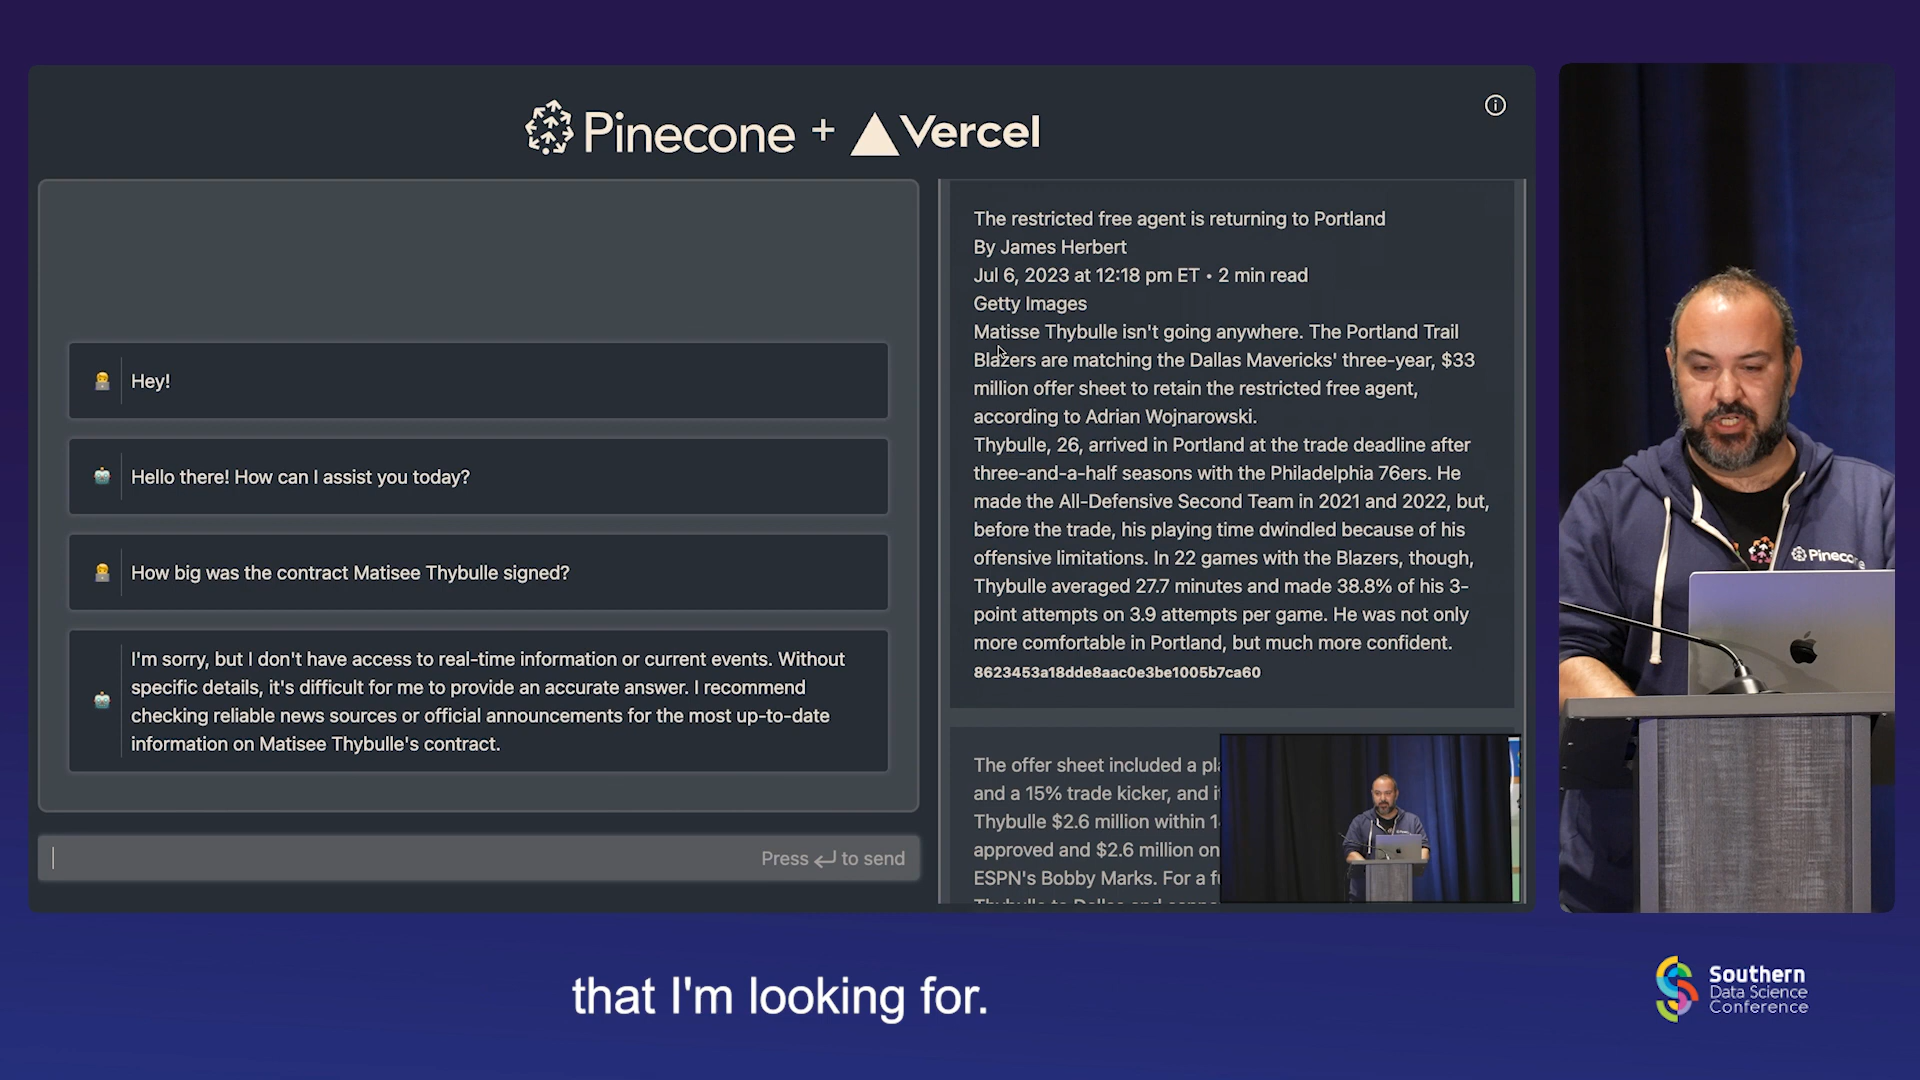 Pinecone + Vercel
Hey!
Hello there! How can I assist you today?
How big was the contract Matisee Thybulle signed?
I'm sorry, but I don't have access to real-time information or current events. Without
specific details, it's difficult for me to provide an accurate answer. I recommend
checking reliable news sources or official announcements for the most up-to-date
information on Matisee Thybulle's contract.
Press to send
The restricted free agent is returning to Portland
By James Herbert
Jul 6, 2023 at 12:18 pm ET • 2 min read
Getty Images
Matisse Thybulle isn't going anywhere. The Portland Trail
Blazers are matching the Dallas Mavericks' three-year, $33
million offer sheet to retain the restricted free agent,
according to Adrian Wojnarowski.
Thybulle, 26, arrived in Portland at the trade deadline after
three-and-a-half seasons with the Philadelphia 76ers. He
made the All-Defensive Second Team in 2021 and 2022, but,
before the trade, his playing time dwindled because of his
offensive limitations. In 22 games with the Blazers, though,
Thybulle averaged 27.7 minutes and made 38.8% of his 3-
point attempts on 3.9 attempts per game. He was not only
more comfortable in Portland, but much more confident.
8623453a18dde8aac0e3be1005b7ca60
The offer sheet included a
and a 15% trade kicker, and
Thybulle $2.6 million within
approved and $2.6 million on
ESPN's Bobby Marks. For a
that I'm looking for.
Southern
Data Science
Conference